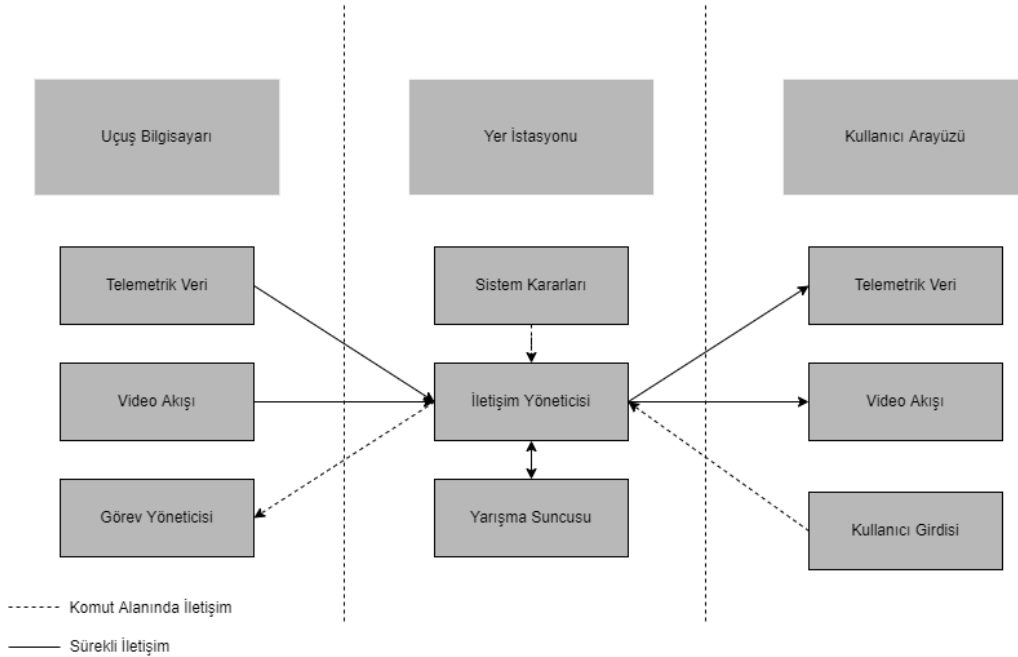 Uçuş Bilgisayarı
Yer İstasyonu
Kullanıcı Arayüzü
Telemetrik Veri
Sistem Kararları
Telemetrik Veri
Video Akışı
İletişim Yöneticisi
Video Akışı
Görev Yöneticisi
Yarışma Suncusu
Kullanıcı Girdisi
Komut Alanında İletişim
Sürekli İletişim